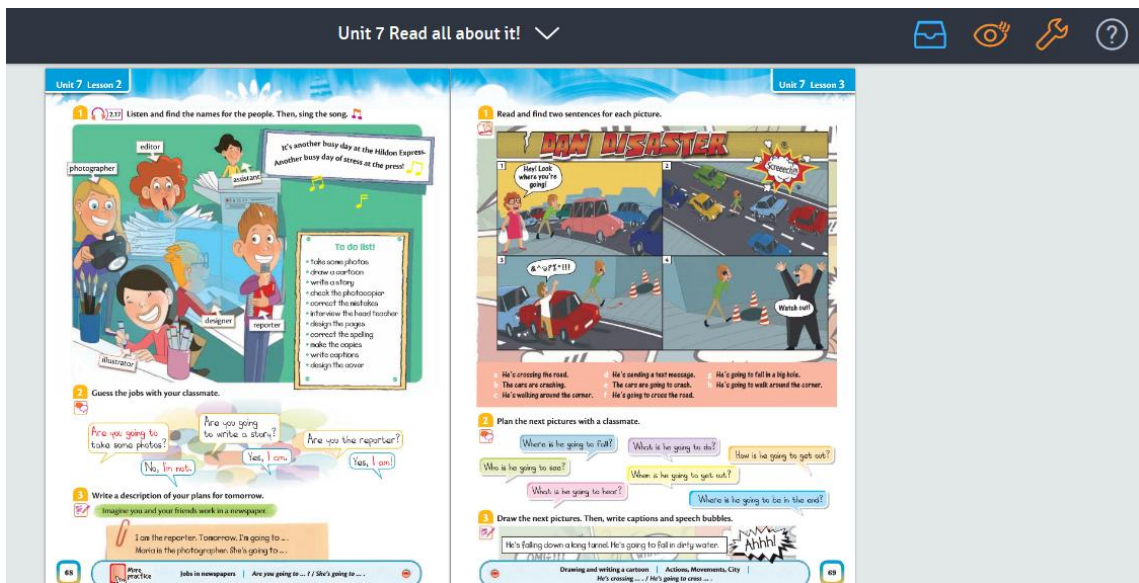 Unit 7 Read all about it!
Unit 7 Lesson 2
1 2.17 Listen and find the names for the people. Then, sing the song.
It's another busy day at the Hildon Express.
Another busy day of stress at the press!
photographer
editor
assistant
designer
reporter
illustrator
To do list!
• take some photos
• draw a cartoon
• write a story
• check the photocopier
• correct the mistakes
• interview the head teacher
• design the pages
• correct the spelling
• make the copies
• write captions
• design the cover
2 Guess the jobs with your classmate.
Are you going to
take some photos?
No, I'm not.
Are you going
to write a story?
Yes, I am.
Are you the reporter?
Yes, I am!
3 Write a description of your plans for tomorrow.
Imagine you and your friends work in a newspaper.
I am the reporter. Tomorrow, I'm going to ... .
Maria is the photographer. She's going to ... .
68
More
practice
Jobs in newspapers | Are you going to ... ? / She's going to ... .
Unit 7 Lesson 3
1 Read and find two sentences for each picture.
DAN DISASTER
1
Hey! Look
where you're
going!
2
Screeech!!!
3
4
Watch out!
a He's crossing the road.
b The cars are crashing.
c He's walking around the corner.
d He's sending a text message.
e The cars are going to crash.
f He's going to cross the road.
g He's going to fall in a big hole.
h He's going to walk around the corner.
2 Plan the next pictures with a classmate.
Where is he going to fall?
What is he going to do?
How is he going to get out?
Who is he going to see?
When is he going to get out?
What is he going to hear?
Where is he going to be in the end?
3 Draw the next pictures. Then, write captions and speech bubbles.
He's falling down a long tunnel. He's going to fall in dirty water.
Ahhh!
Drawing and writing a cartoon | Actions, Movements, City |
He's crossing ... . / He's going to cross ... .
69